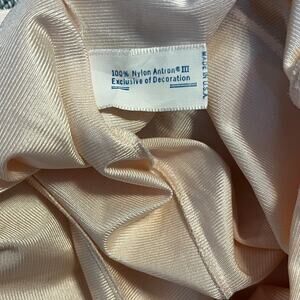 100% Nylon Antron® III
Exclusive of Decoration
MADE IN U.S.A.